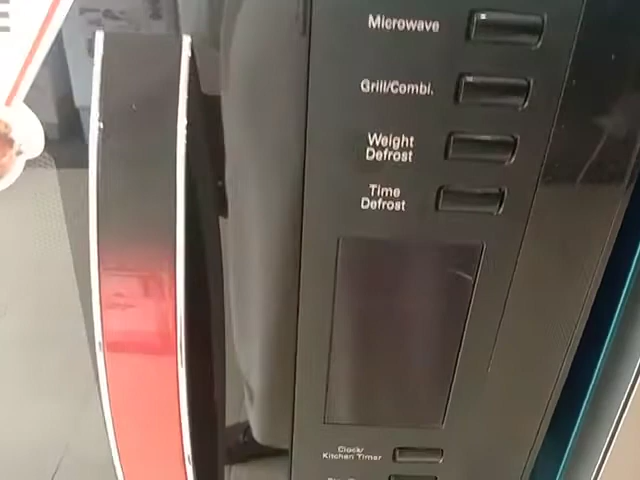 Microwave
Grill/Combi.
Weight
Defrost
Time
Defrost
Clock/
Kitchen Timer